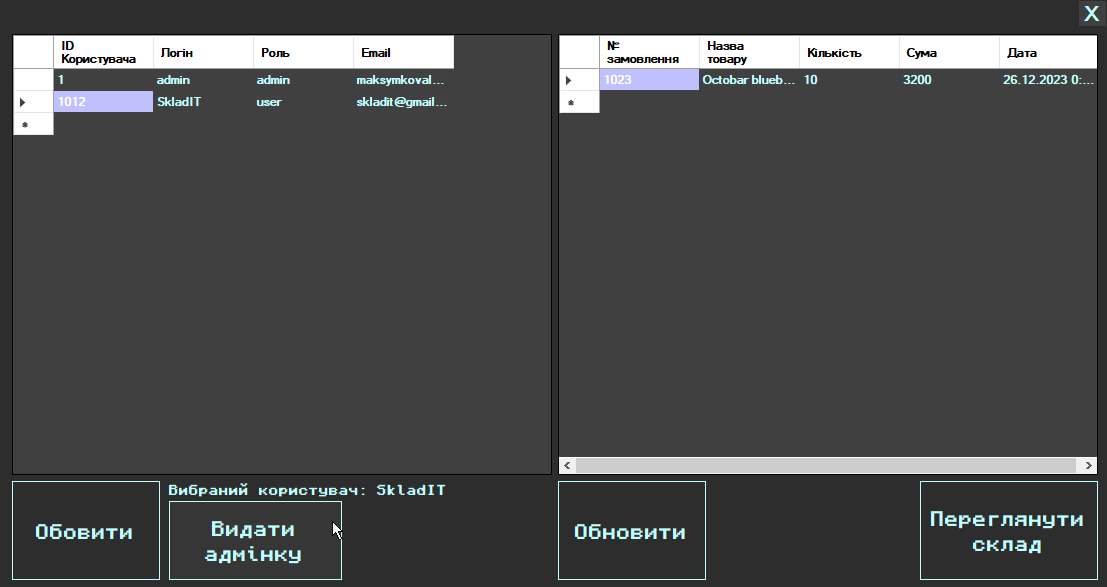 X
ID Користувача Логін Роль Email
1 admin admin maksymkoval...
1012 SkladIT user skladit@gmail...
№ замовлення Назва товару Кількість Сума Дата
1023 Octobar blueb... 10 3200 26.12.2023 0:...
Вибраний користувач: SkladIT
Обовити
Видати
адмінку
Обновити
Переглянути
склад